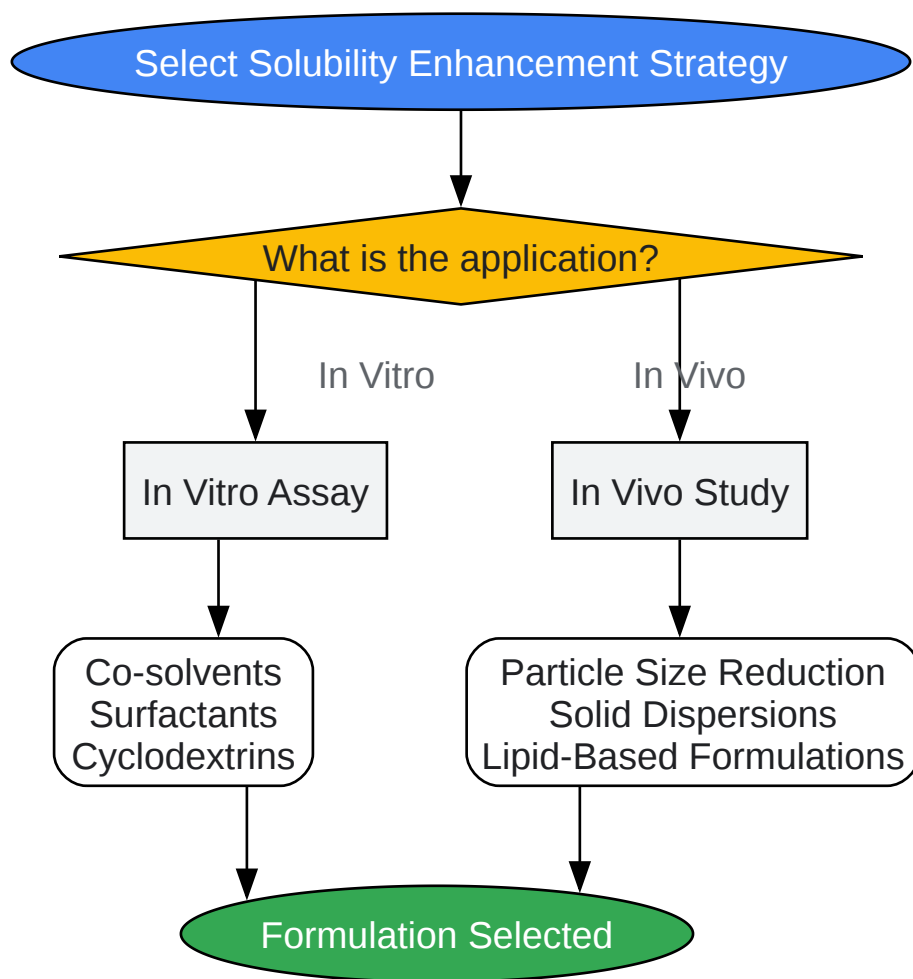 Select Solubility Enhancement Strategy
What is the application?
In Vitro
In Vivo
In Vitro Assay
In Vivo Study
Co-solvents
Surfactants
Cyclodextrins
Particle Size Reduction
Solid Dispersions
Lipid-Based Formulations
Formulation Selected